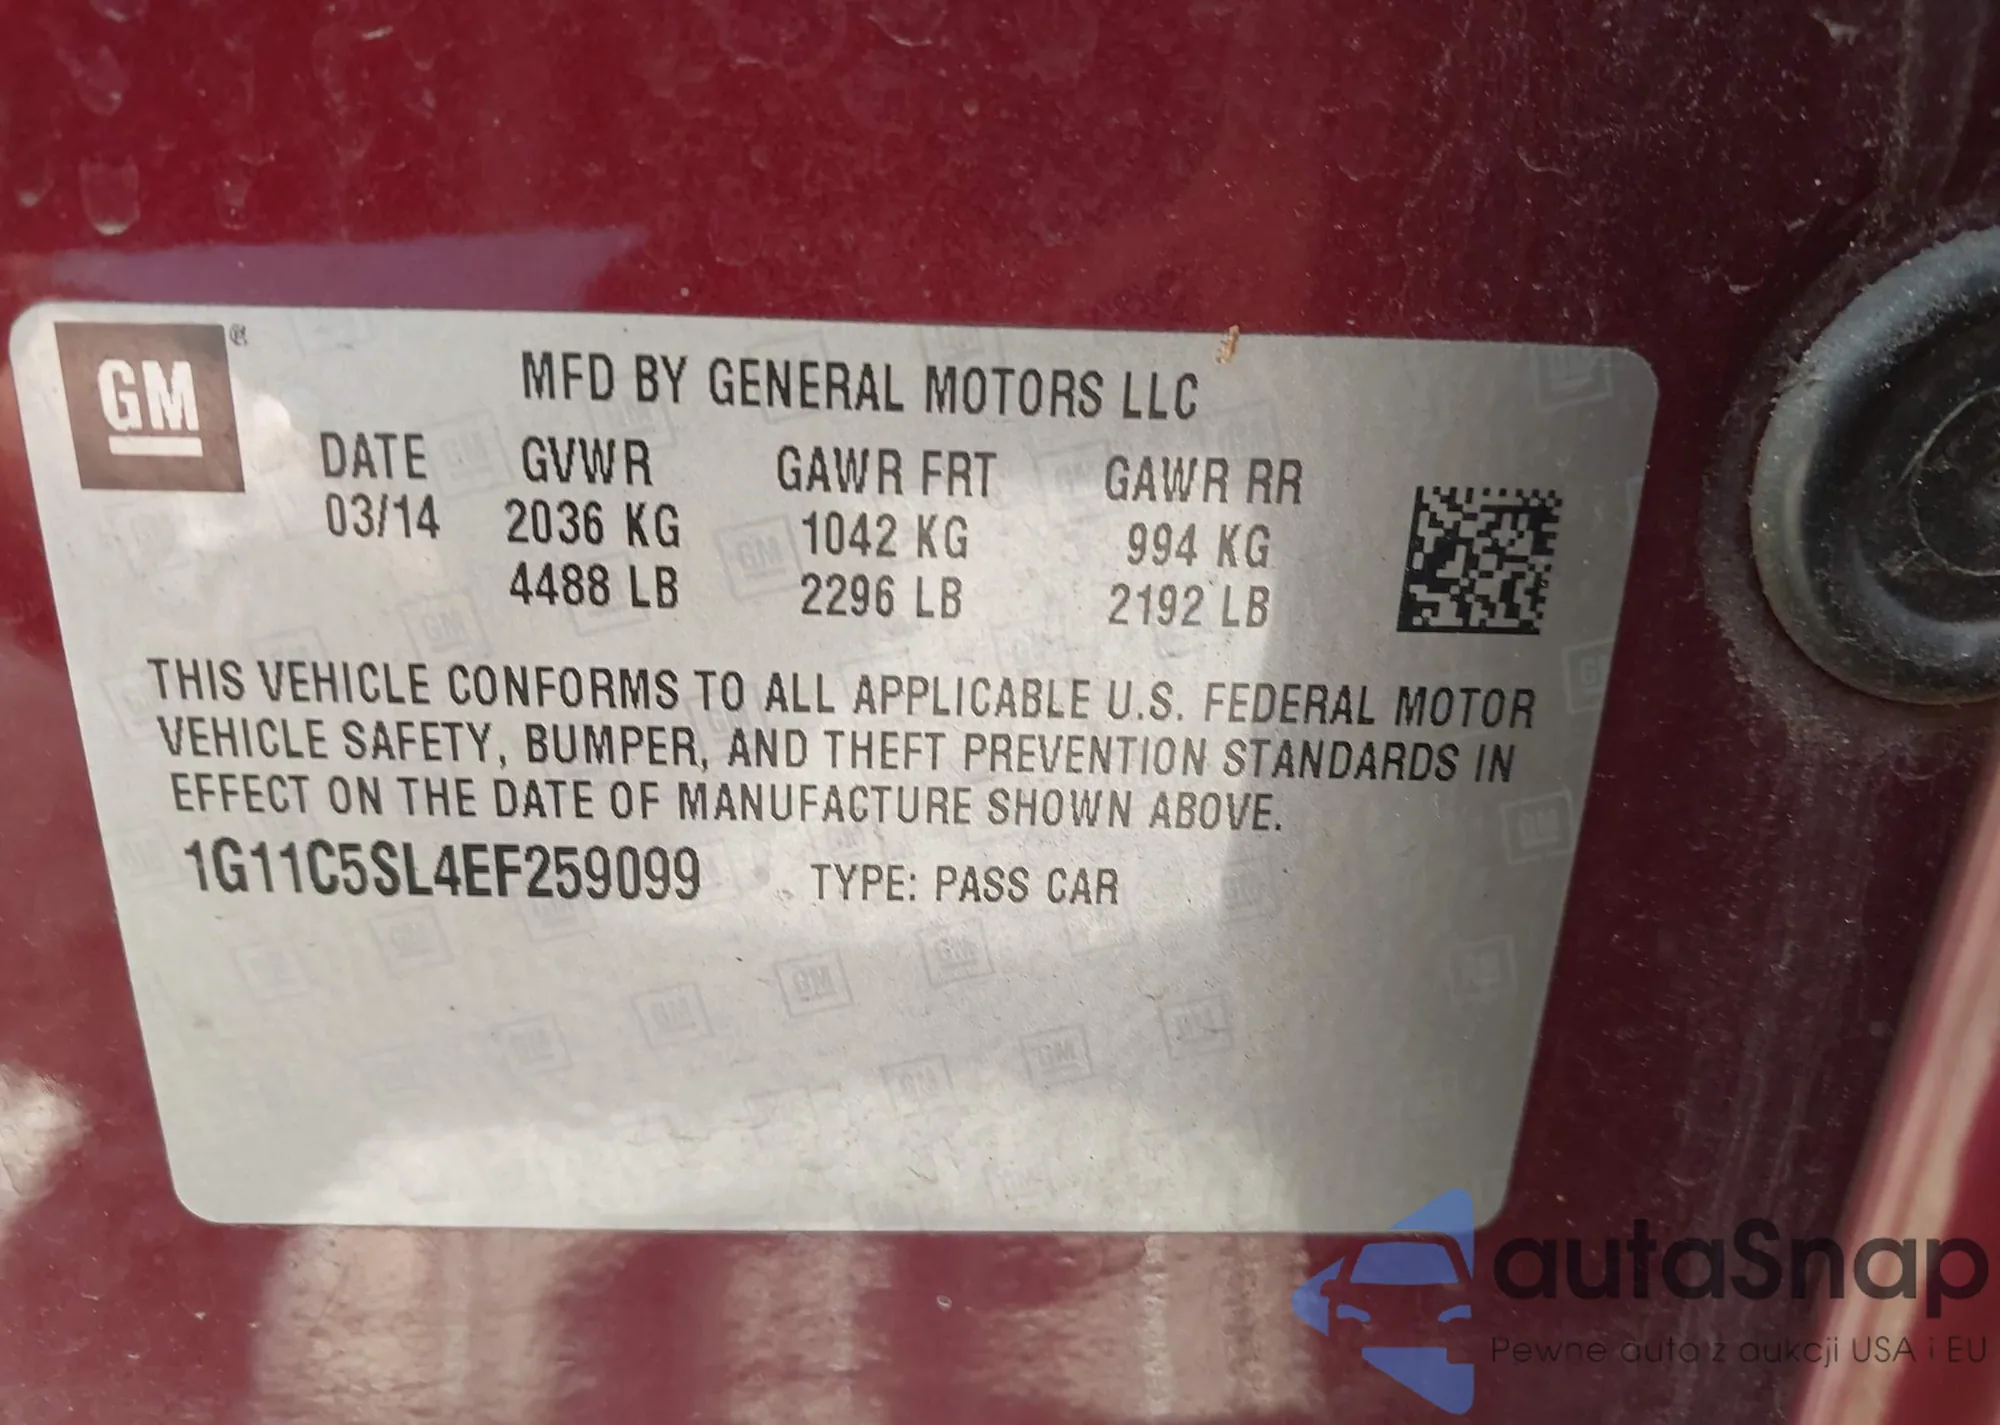 GM ®
MFD BY GENERAL MOTORS LLC
DATE GVWR GAWR FRT GAWR RR
03/14 2036 KG 1042 KG 994 KG
4488 LB 2296 LB 2192 LB
THIS VEHICLE CONFORMS TO ALL APPLICABLE U.S. FEDERAL MOTOR
VEHICLE SAFETY, BUMPER, AND THEFT PREVENTION STANDARDS IN
EFFECT ON THE DATE OF MANUFACTURE SHOWN ABOVE.
1G11C5SL4EF259099 TYPE: PASS CAR
autaSnap
Pewne auta z aukcji USA i EU